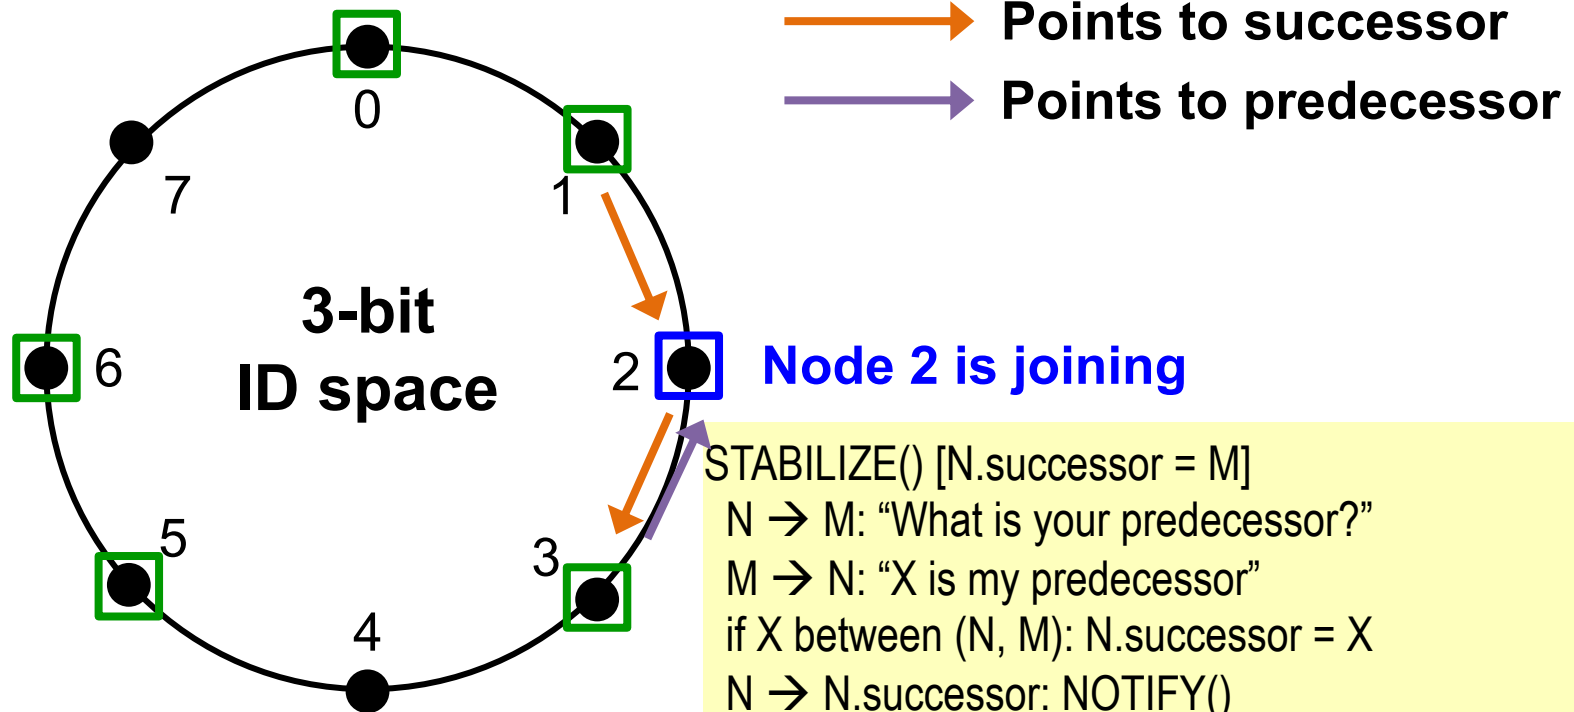 Points to successor
Points to predecessor
0
1
7
3-bit
ID space
6
2
Node 2 is joining
5
3
4
STABILIZE() [N.successor = M]
N → M: “What is your predecessor?”
M → N: “X is my predecessor”
if X between (N, M): N.successor = X
N → N.successor: NOTIFY()